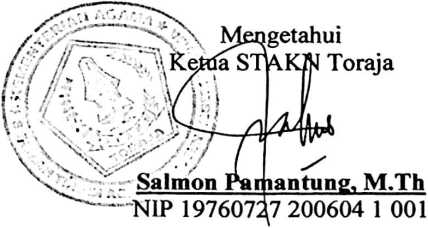 Mengetahui
Ketua STAKN Toraja
Salmon Pamantung, M.Th
NIP 19760727 200604 1 001